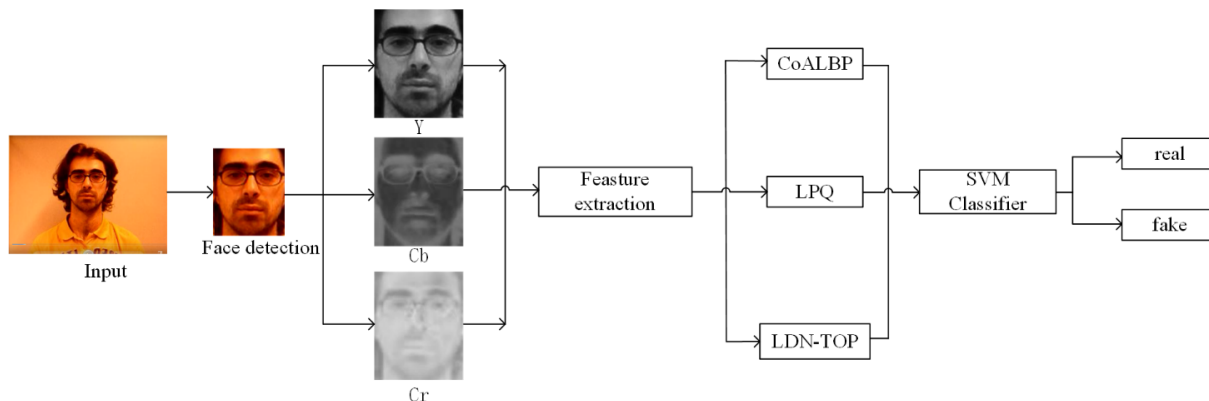 Input
Face detection
Y
Cb
Cr
Feasture
extraction
CoALBP
LPQ
LDN-TOP
SVM
Classifier
real
fake